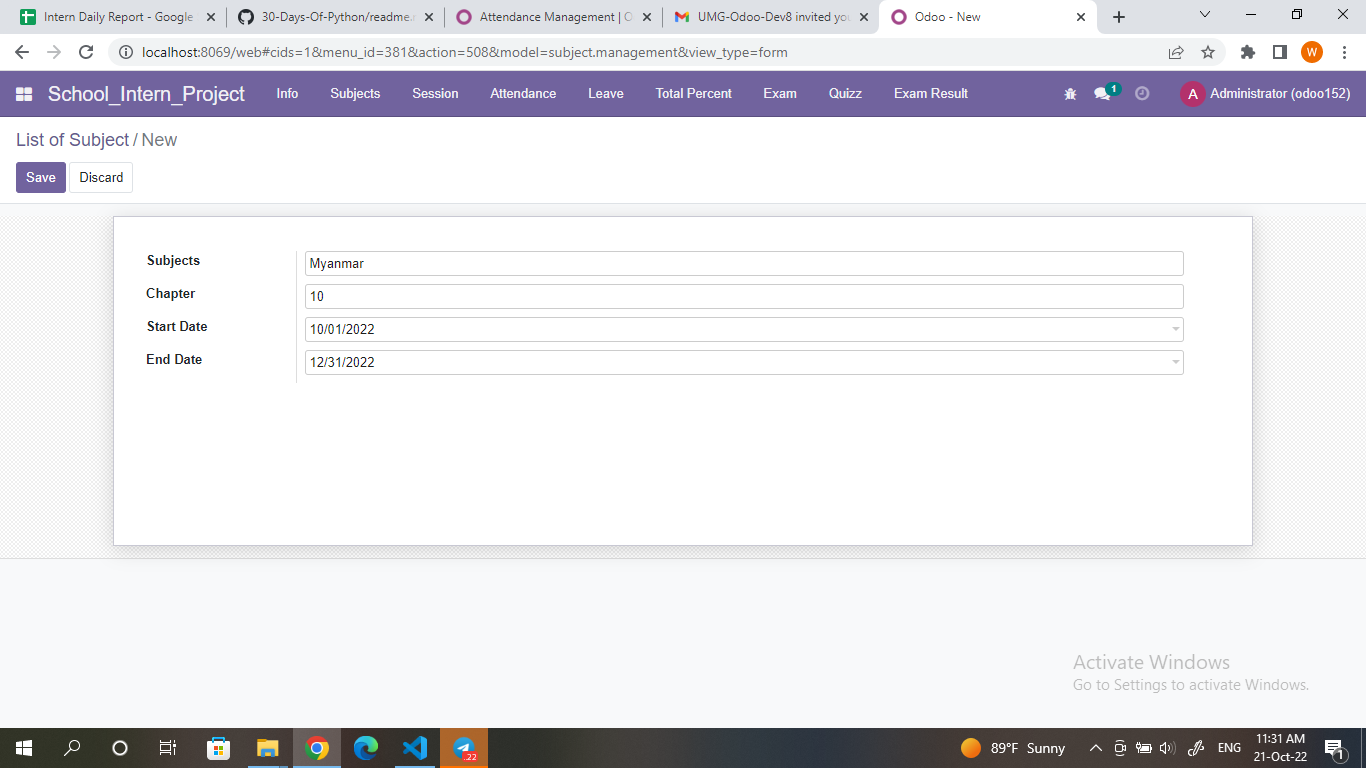 Intern Daily Report - Google
30-Days-Of-Python/readme.
Attendance Management | O
UMG-Odoo-Dev8 invited you
Odoo - New
localhost:8069/web#cids=1&menu_id=381&action=508&model=subject.management&view_type=form
W
School_Intern_Project Info Subjects Session Attendance Leave Total Percent Exam Quizz Exam Result 1 A Administrator (odoo152)
List of Subject / New
Save Discard
Subjects Myanmar
Chapter 10
Start Date 10/01/2022
End Date 12/31/2022
Activate Windows
Go to Settings to activate Windows.
..22
89°F Sunny
ENG
11:31 AM
21-Oct-22
1